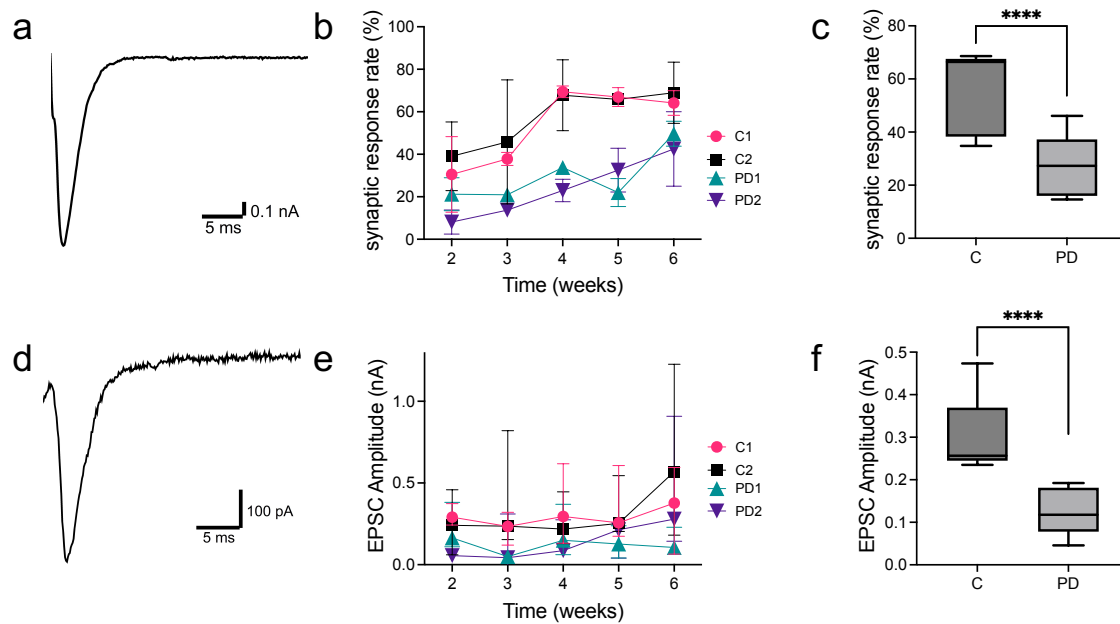 a
0.1 nA
5 ms
b
synaptic response rate (%)
100
80
60
40
20
0
2 3 4 5 6
Time (weeks)
C1
C2
PD1
PD2
c
****
synaptic response rate (%)
80
60
40
20
0
C PD
d
100 pA
5 ms
e
EPSC Amplitude (nA)
1.0
0.5
0.0
2 3 4 5 6
Time (weeks)
C1
C2
PD1
PD2
f
****
EPSC Amplitude (nA)
0.5
0.4
0.3
0.2
0.1
0.0
C PD